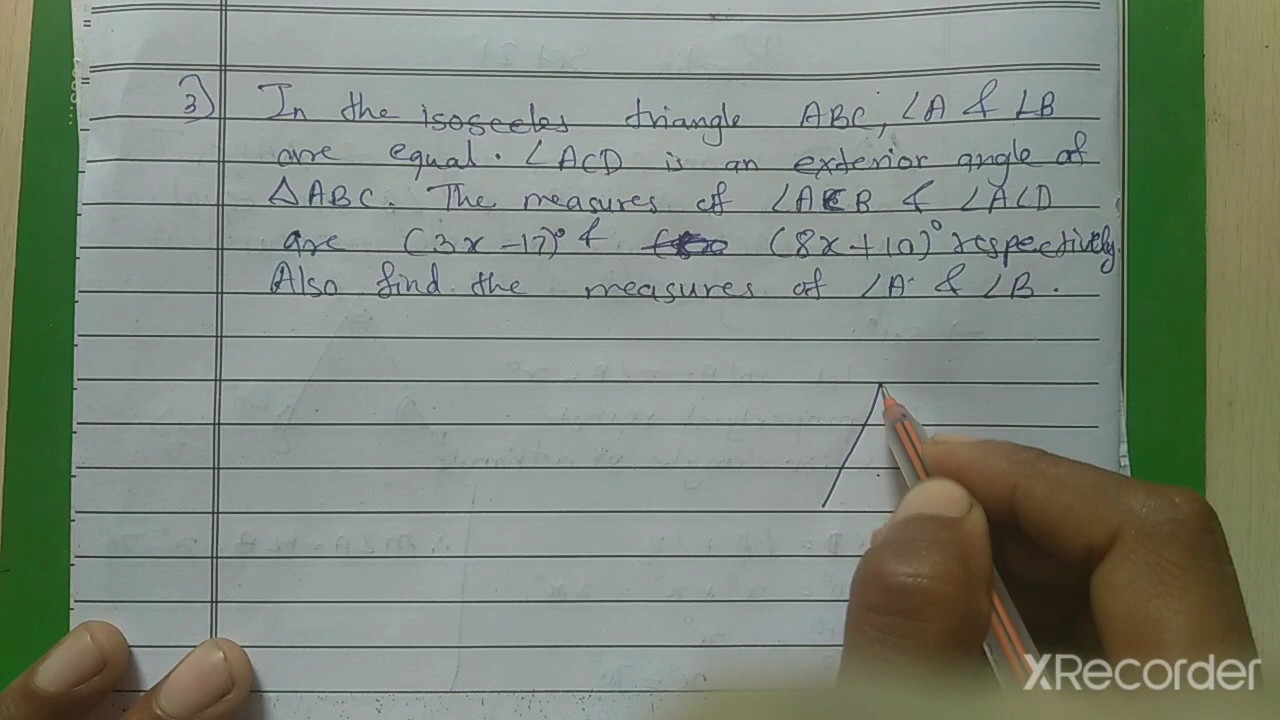 3) In the isosceles triangle ABC, ∠A & ∠B
are equal. ∠ACD is an exterior angle of
△ABC. The measures of ∠ACB & ∠ACD
are (3x-17)° & (8x+10)° respectively.
Also find the measures of ∠A & ∠B.
XRecorder